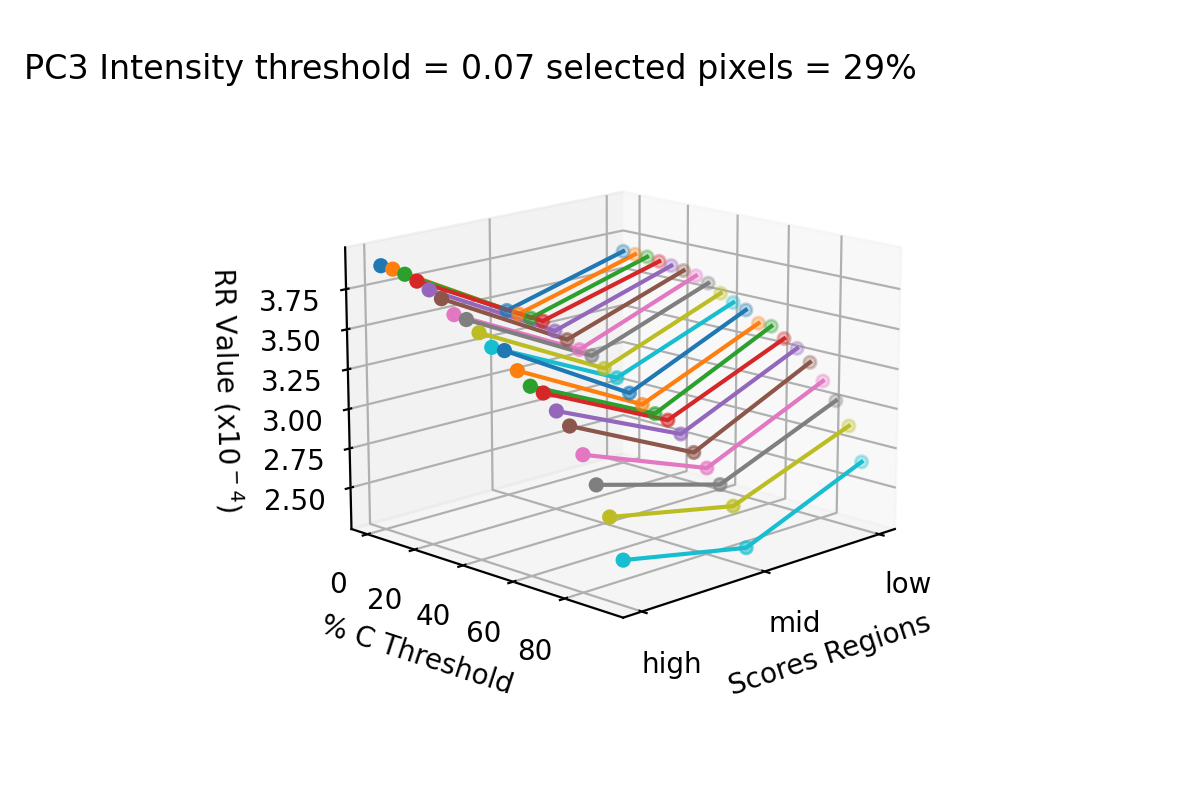 PC3 Intensity threshold = 0.07 selected pixels = 29%
RR Value (x10⁻⁴)
3.75
3.50
3.25
3.00
2.75
2.50
0
20
40
60
80
% C Threshold
high
mid
low
Scores Regions